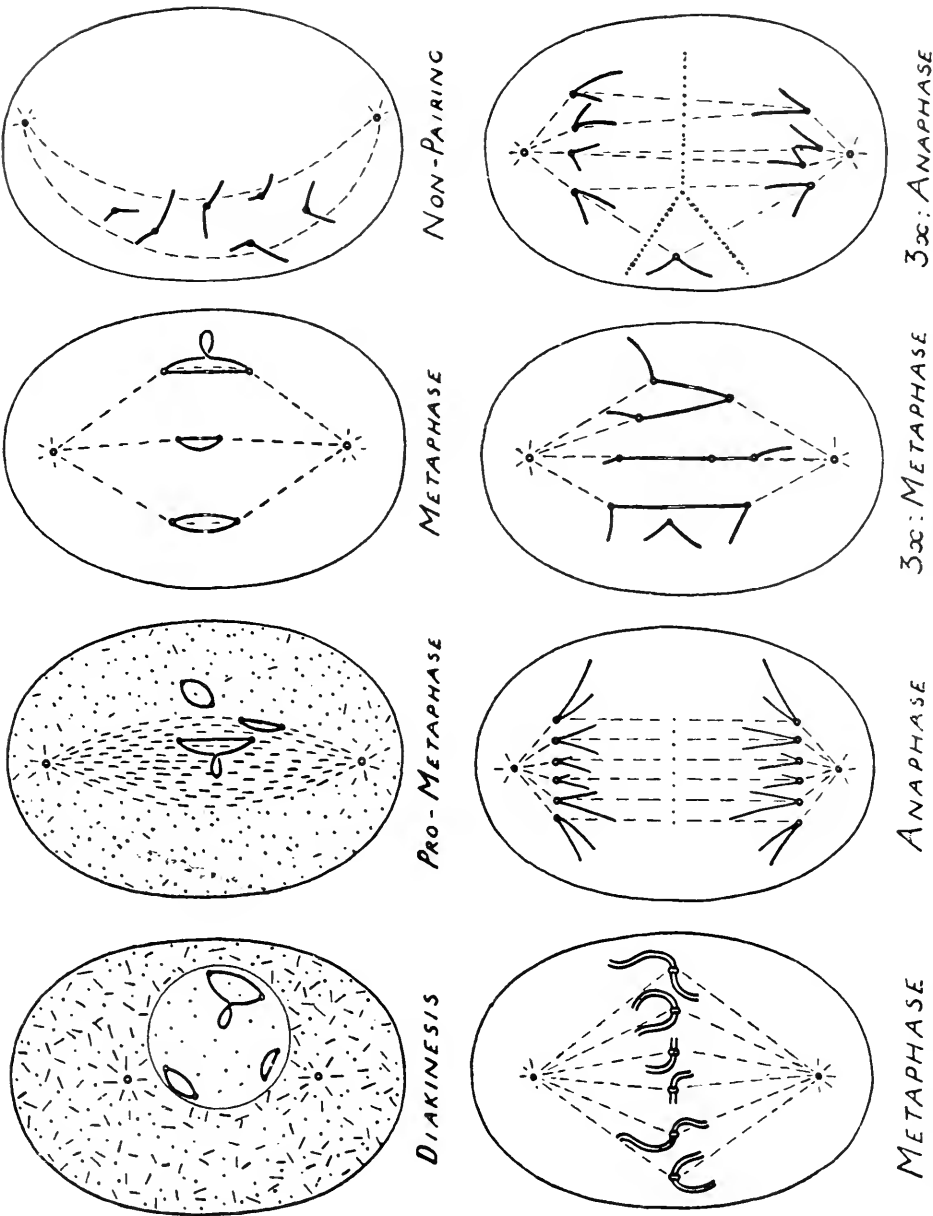 DIAKINESIS
PRO-METAPHASE
METAPHASE
NON-PAIRING
METAPHASE
ANAPHASE
3x: METAPHASE
3x: ANAPHASE